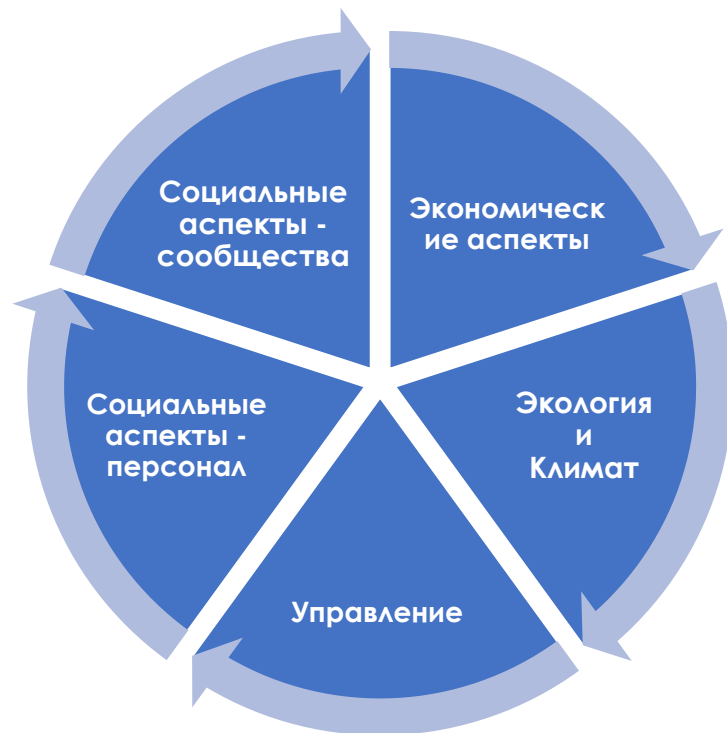 Социальные
аспекты -
сообщества
Экономическ
ие аспекты
Экология
и
Климат
Управление
Социальные
аспекты -
персонал